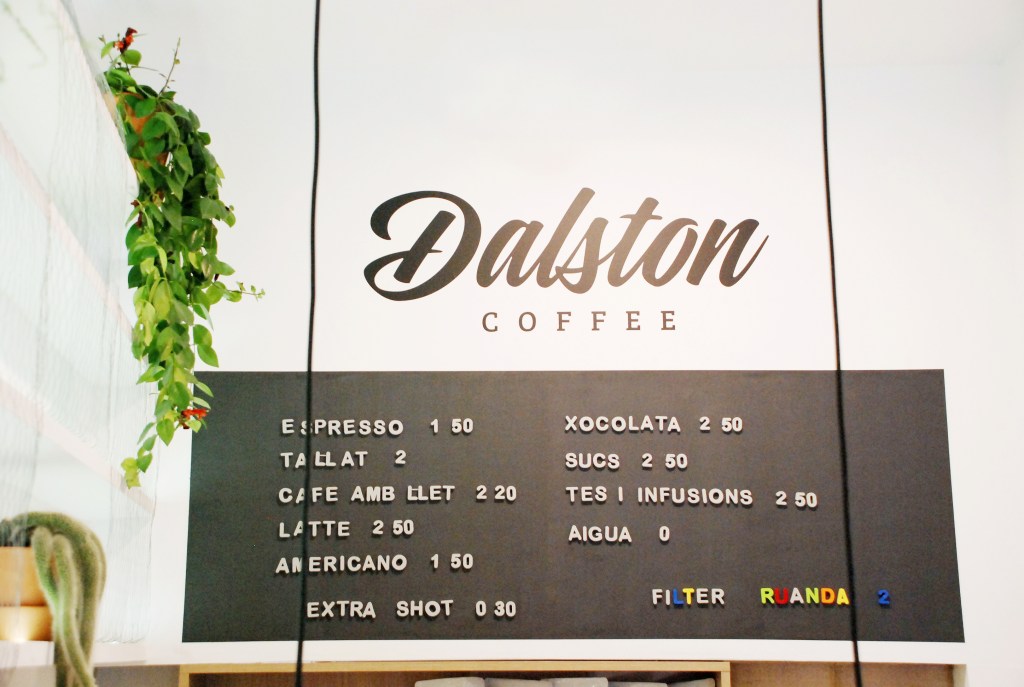 Dalston
COFFEE
ESPRESSO 1 50
TALLAT 2
CAFE AMB LLET 2 20
LATTE 2 50
AMERICANO 1 50
EXTRA SHOT 0 30
XOCOLATA 2 50
SUCS 2 50
TES I INFUSIONS 2 50
AIGUA 0
FILTER RUANDA 2